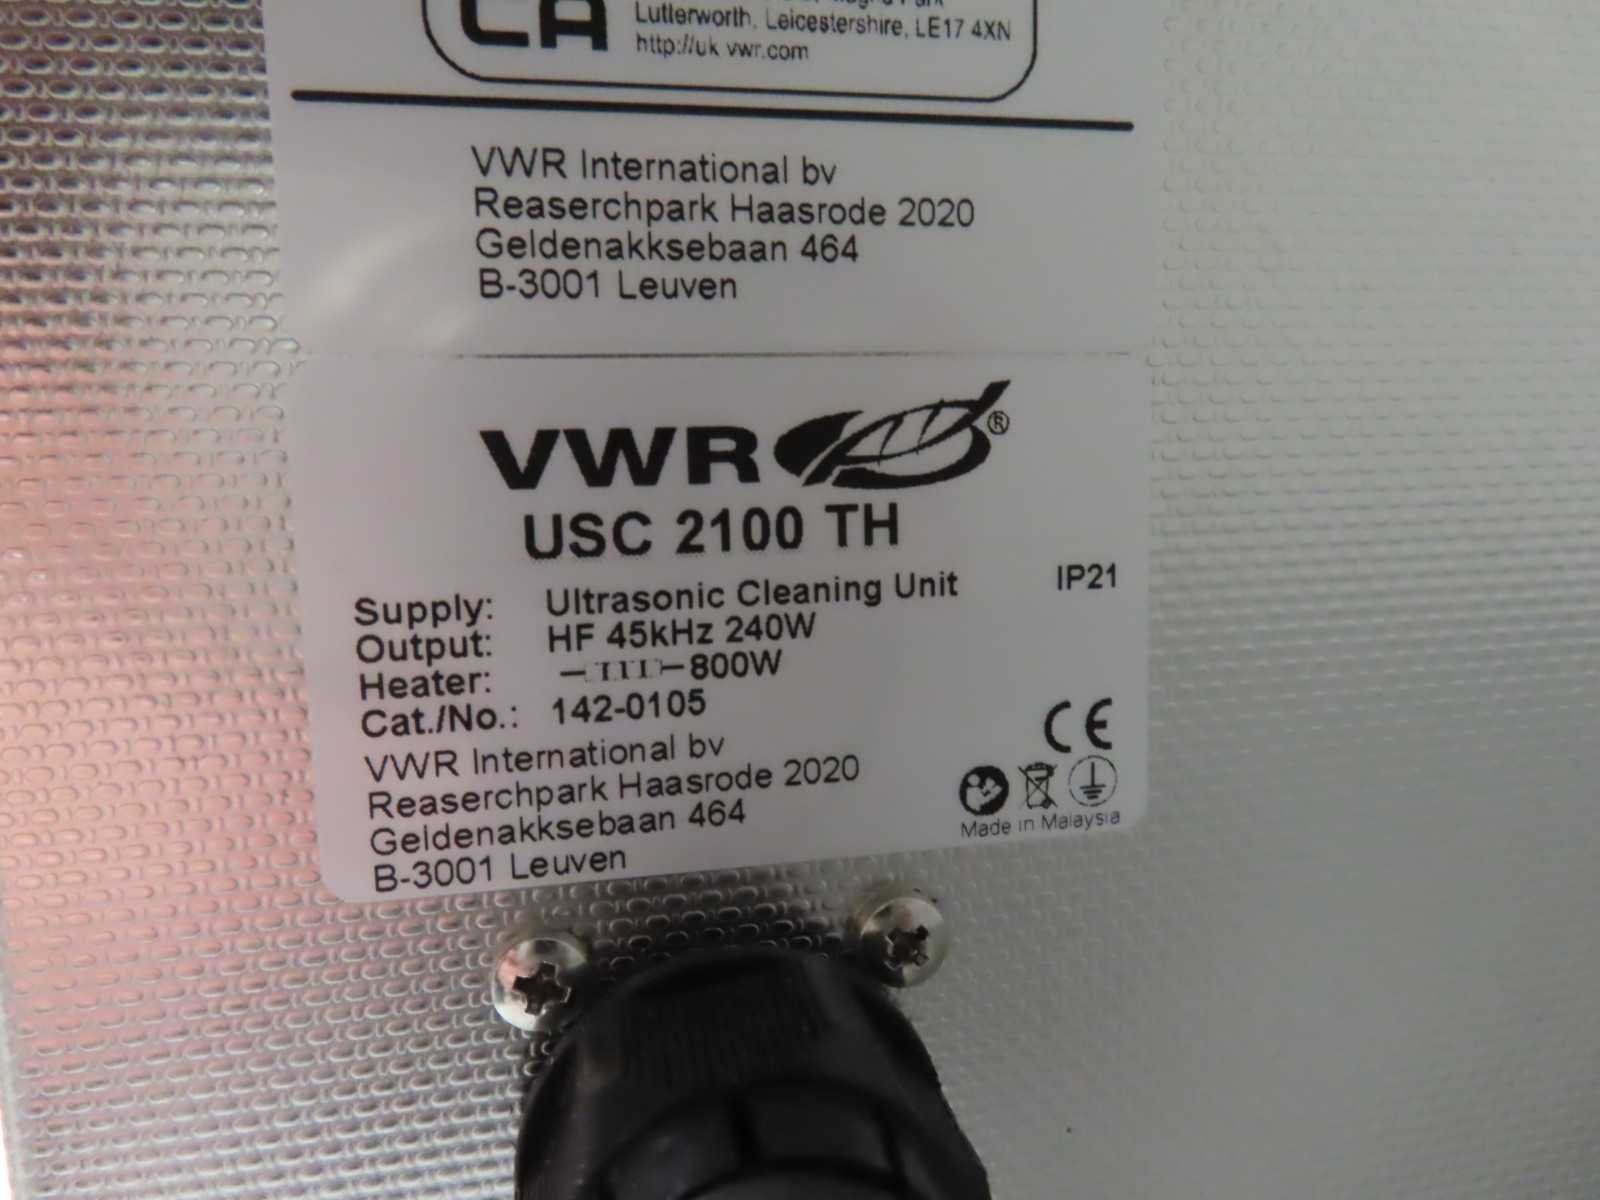 Lutterworth, Leicestershire, LE17 4XN
http://uk.vwr.com
VWR International bv
Reaserchpark Haasrode 2020
Geldenakksebaan 464
B-3001 Leuven
VWR®
USC 2100 TH
Supply: Ultrasonic Cleaning Unit IP21
Output: HF 45kHz 240W
Heater: 800W
Cat./No.: 142-0105
VWR International bv
Reaserchpark Haasrode 2020
Geldenakksebaan 464
B-3001 Leuven
CE
Made in Malaysia